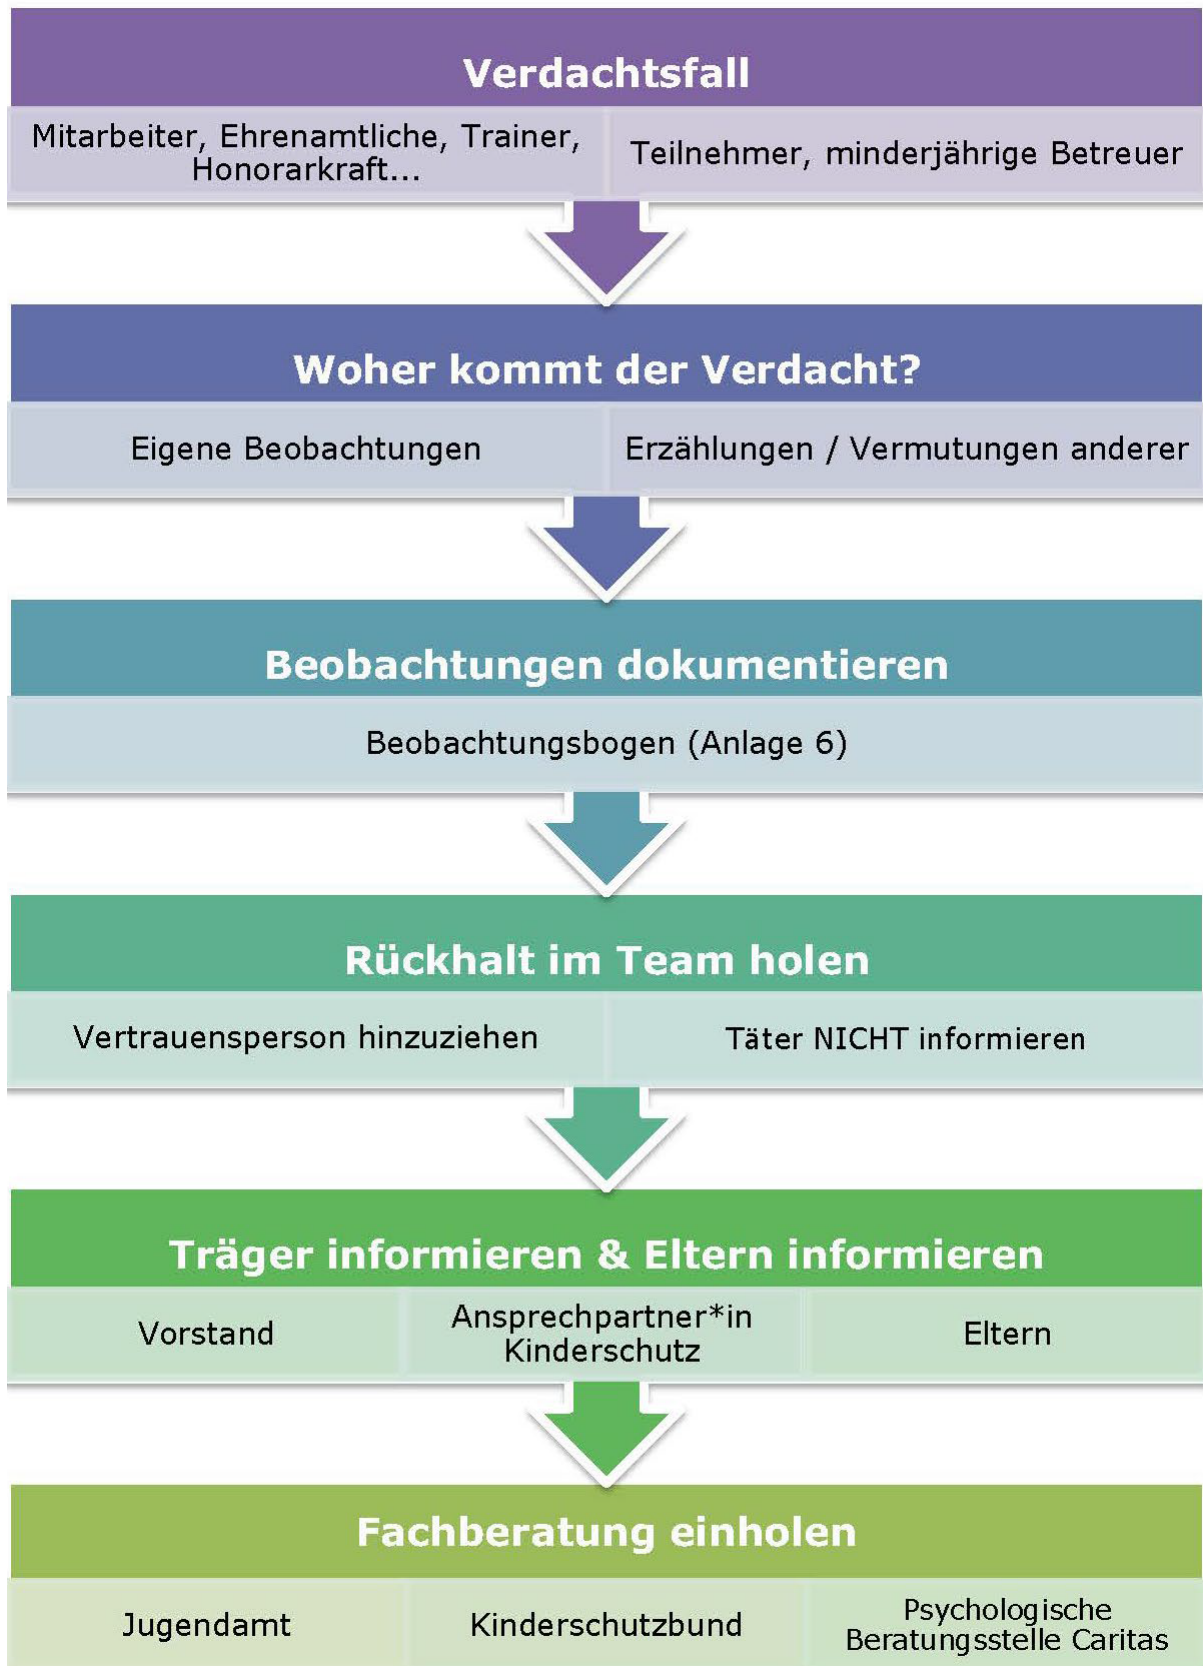 Verdachtsfall
Mitarbeiter, Ehrenamtliche, Trainer,
Honorarkraft...
Teilnehmer, minderjährige Betreuer
Woher kommt der Verdacht?
Eigene Beobachtungen
Erzählungen / Vermutungen anderer
Beobachtungen dokumentieren
Beobachtungsbogen (Anlage 6)
Rückhalt im Team holen
Vertrauensperson hinzuziehen
Täter NICHT informieren
Träger informieren & Eltern informieren
Vorstand
Ansprechpartner*in
Kinderschutz
Eltern
Fachberatung einholen
Jugendamt
Kinderschutzbund
Psychologische
Beratungsstelle Caritas